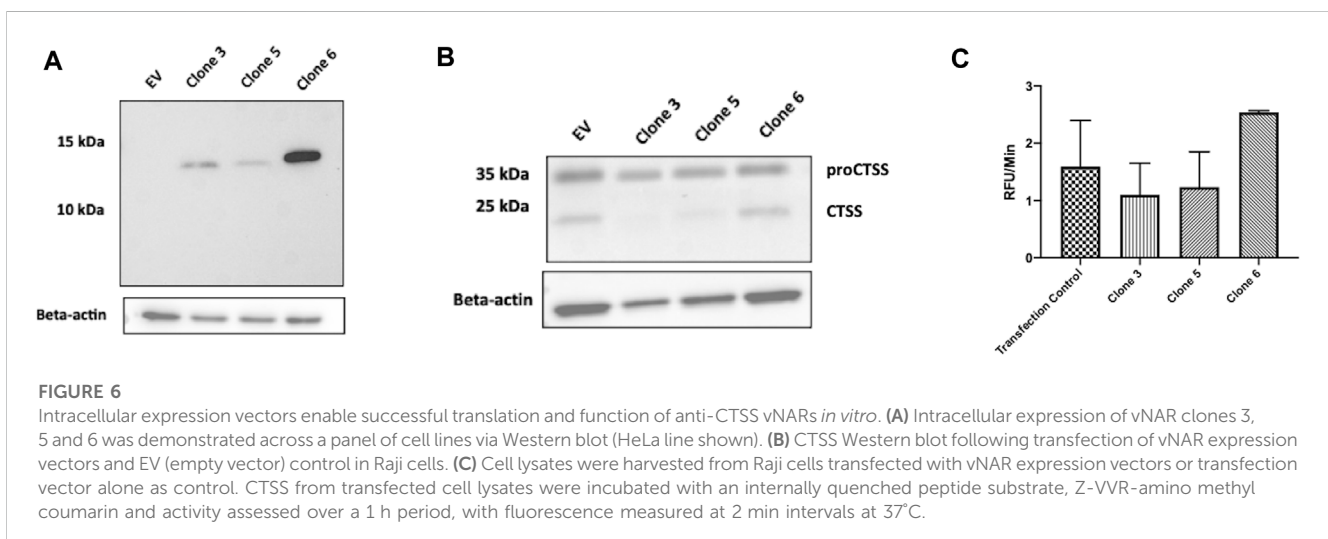 A
EV
Clone 3
Clone 5
Clone 6
15 kDa
10 kDa
Beta-actin
B
EV
Clone 3
Clone 5
Clone 6
35 kDa
25 kDa
proCTSS
CTSS
Beta-actin
C
3
2
1
0
RFU/Min
Transfection Control
Clone 3
Clone 5
Clone 6
FIGURE 6
Intracellular expression vectors enable successful translation and function of anti-CTSS vNARs in vitro. (A) Intracellular expression of vNAR clones 3,
5 and 6 was demonstrated across a panel of cell lines via Western blot (HeLa line shown). (B) CTSS Western blot following transfection of vNAR expression
vectors and EV (empty vector) control in Raji cells. (C) Cell lysates were harvested from Raji cells transfected with vNAR expression vectors or transfection
vector alone as control. CTSS from transfected cell lysates were incubated with an internally quenched peptide substrate, Z-VVR-amino methyl
coumarin and activity assessed over a 1 h period, with fluorescence measured at 2 min intervals at 37°C.